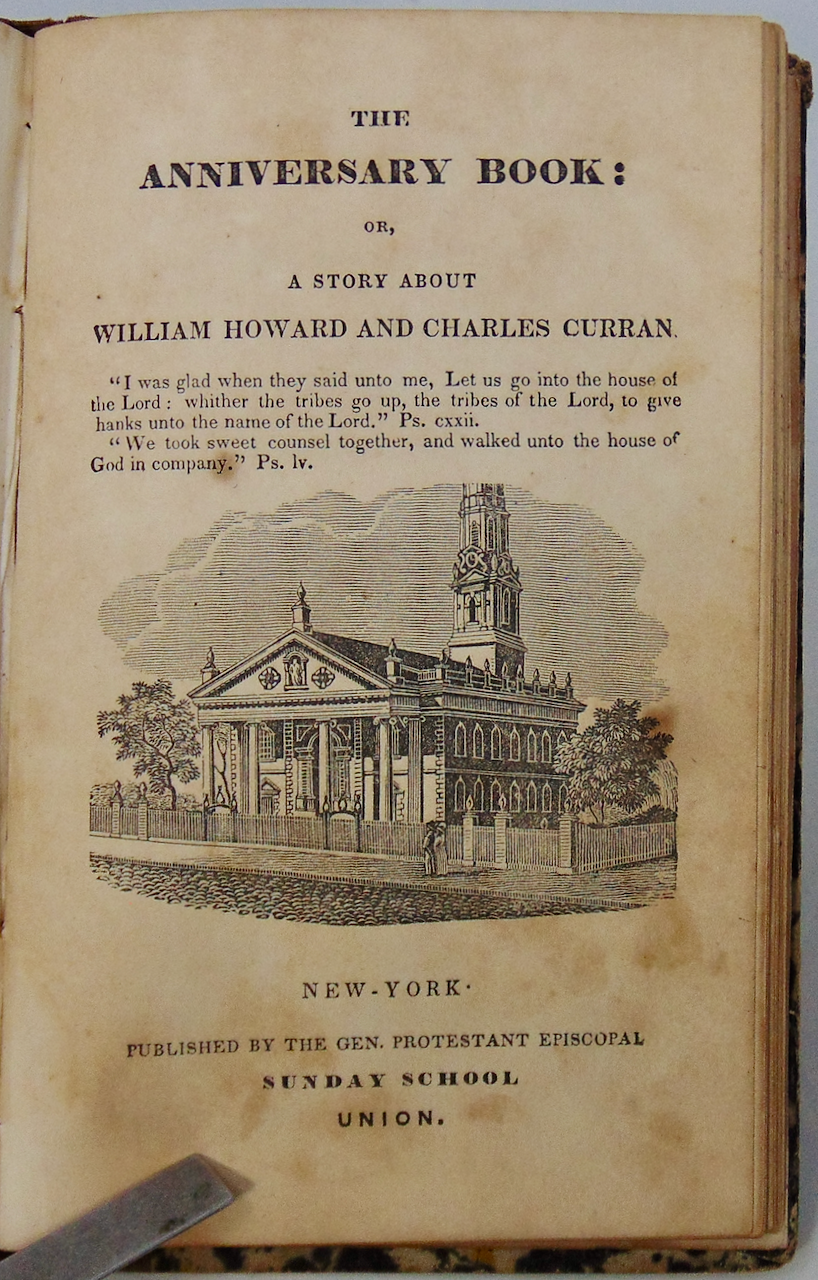 THE
ANNIVERSARY BOOK:
OR,
A STORY ABOUT
WILLIAM HOWARD AND CHARLES CURRAN.
"I was glad when they said unto me, Let us go into the house of
the Lord: whither the tribes go up, the tribes of the Lord, to give
hanks unto the name of the Lord." Ps. cxxii.
"We took sweet counsel together, and walked unto the house of
God in company." Ps. lv.
NEW-YORK·
PUBLISHED BY THE GEN. PROTESTANT EPISCOPAL
SUNDAY SCHOOL
UNION.